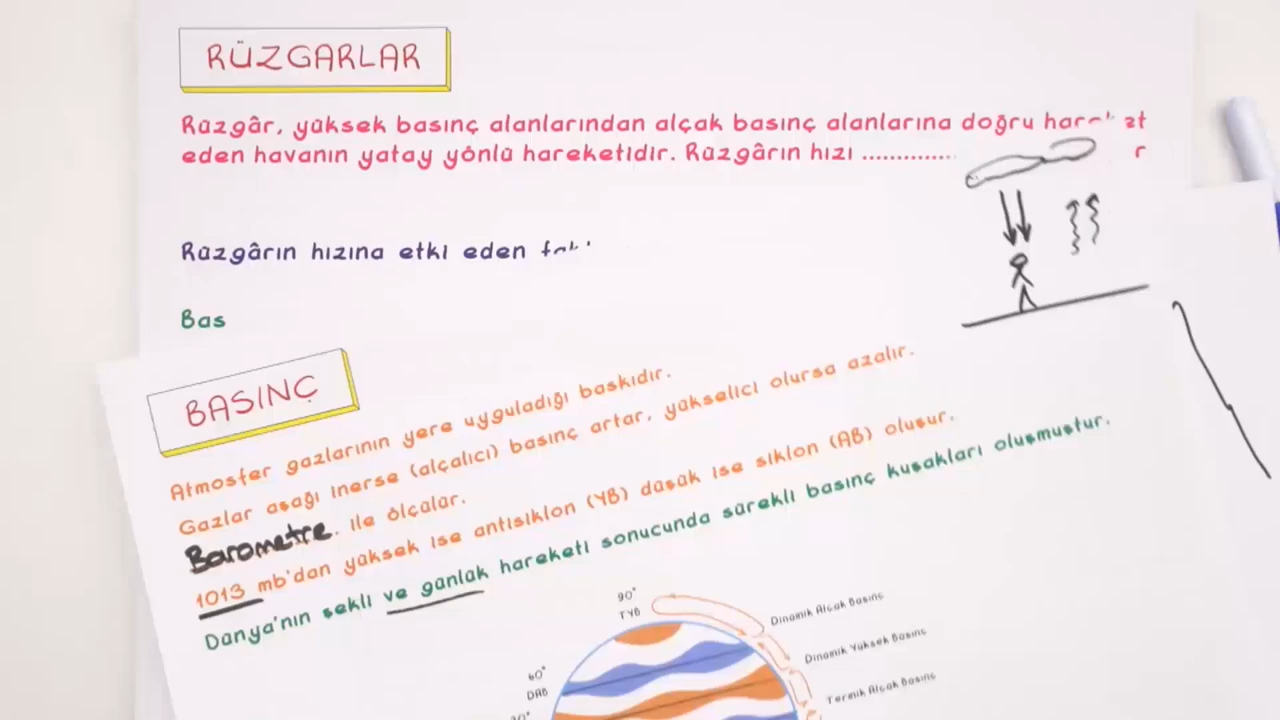 RÜZGARLAR
Rüzgâr, yüksek basınç alanlarından alçak basınç alanlarına doğru
eden havanın yatay yönlü hareketidir. Rüzgârın hızı ..............
Rüzgârın hızına etki eden
Bas
BASINÇ
Atmosfer gazlarının yere uyguladığı baskıdır.
Gazlar aşağı inerse (alçalıcı) basınç artar, yükselici olursa azalır.
Barometre. ile ölçülür.
1013 mb'dan yüksek ise antisiklon (YB) düşük ise siklon (AB) oluşur.
Dünya'nın şekli ve günlük hareketi sonucunda sürekli basınç kuşakları oluşmuştur.
90°
TYB
Dinamik Alçak Basınç
Dinamik Yüksek Basınç
60°
DAB
Termik Alçak Basınç